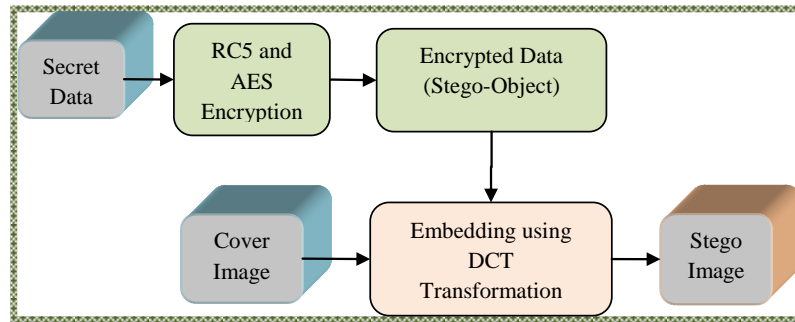 Secret
Data
RC5 and
AES
Encryption
Encrypted Data
(Stego-Object)
Cover
Image
Embedding using
DCT
Transformation
Stego
Image